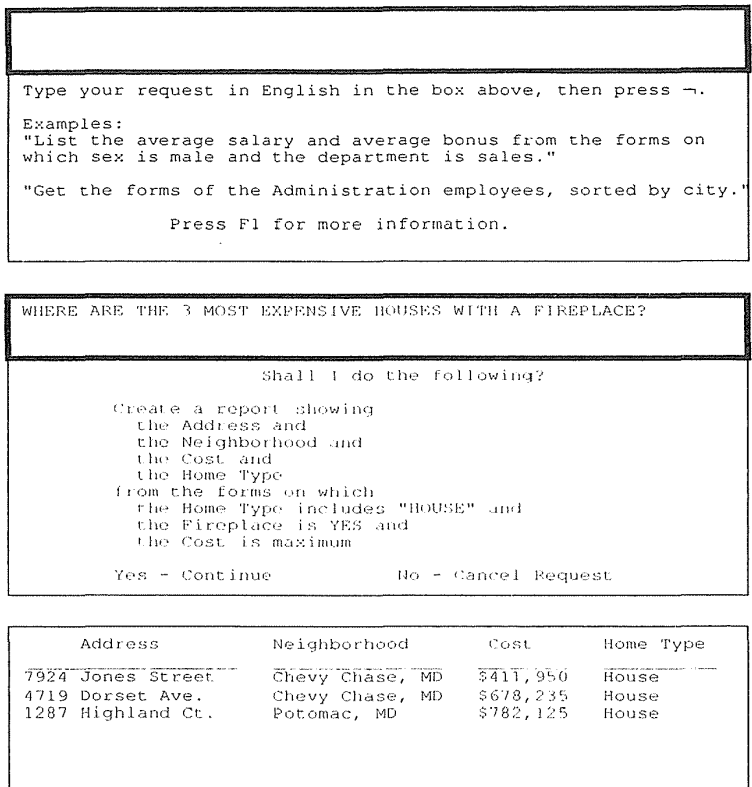 Type your request in English in the box above, then press ¬.
Examples:
"List the average salary and average bonus from the forms on
which sex is male and the department is sales."
"Get the forms of the Administration employees, sorted by city."
Press F1 for more information.
WHERE ARE THE 3 MOST EXPENSIVE HOUSES WITH A FIREPLACE?
Shall I do the following?
Create a report showing
the Address and
the Neighborhood and
the Cost and
the Home Type
from the forms on which
the Home Type includes "HOUSE" and
the Fireplace is YES and
the Cost is maximum
Yes - Continue No - Cancel Request
Address Neighborhood Cost Home Type
7924 Jones Street Chevy Chase, MD $411,950 House
4719 Dorset Ave. Chevy Chase, MD $678,235 House
1287 Highland Ct. Potomac, MD $782,125 House